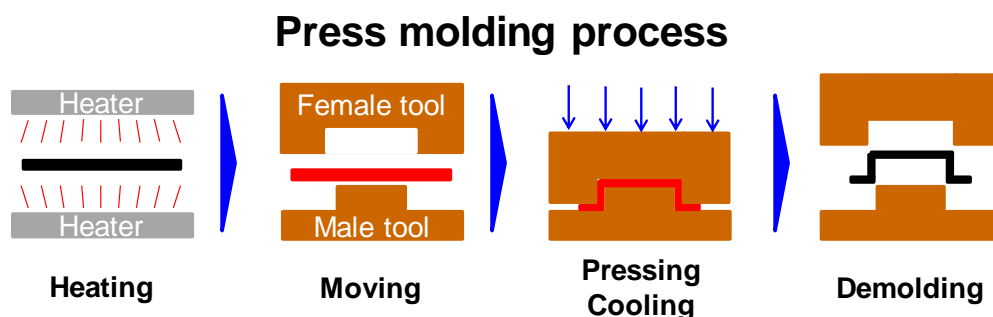 Press molding process
Heater
Heater
Heating
Female tool
Male tool
Moving
Pressing
Cooling
Demolding